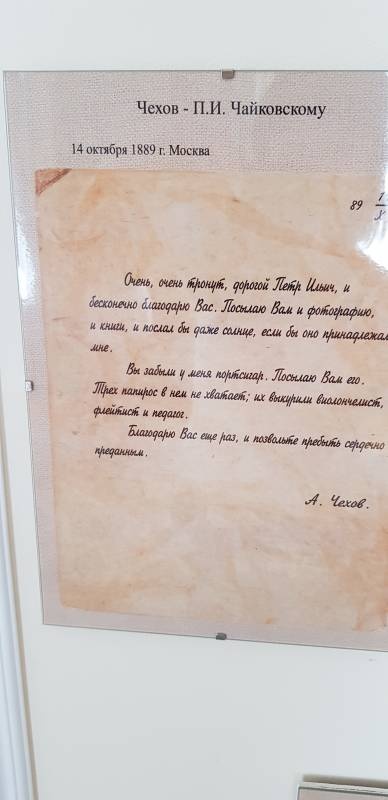 Чехов - П.И. Чайковскому
14 октября 1889 г. Москва
89
Очень, очень тронут, дорогой Петр Ильич, и
бесконечно благодарю Вас. Посылаю Вам и фотографию,
и книги, и послал бы даже солнце, если бы оно принадлежал
мне.
Вы забыли у меня портсигар. Посылаю Вам его.
Трех папирос в нем не хватает; их выкурили виолончелист,
флейтист и педагог.
Благодарю Вас еще раз, и позвольте пребыть сердечно
преданным.
А. Чехов.